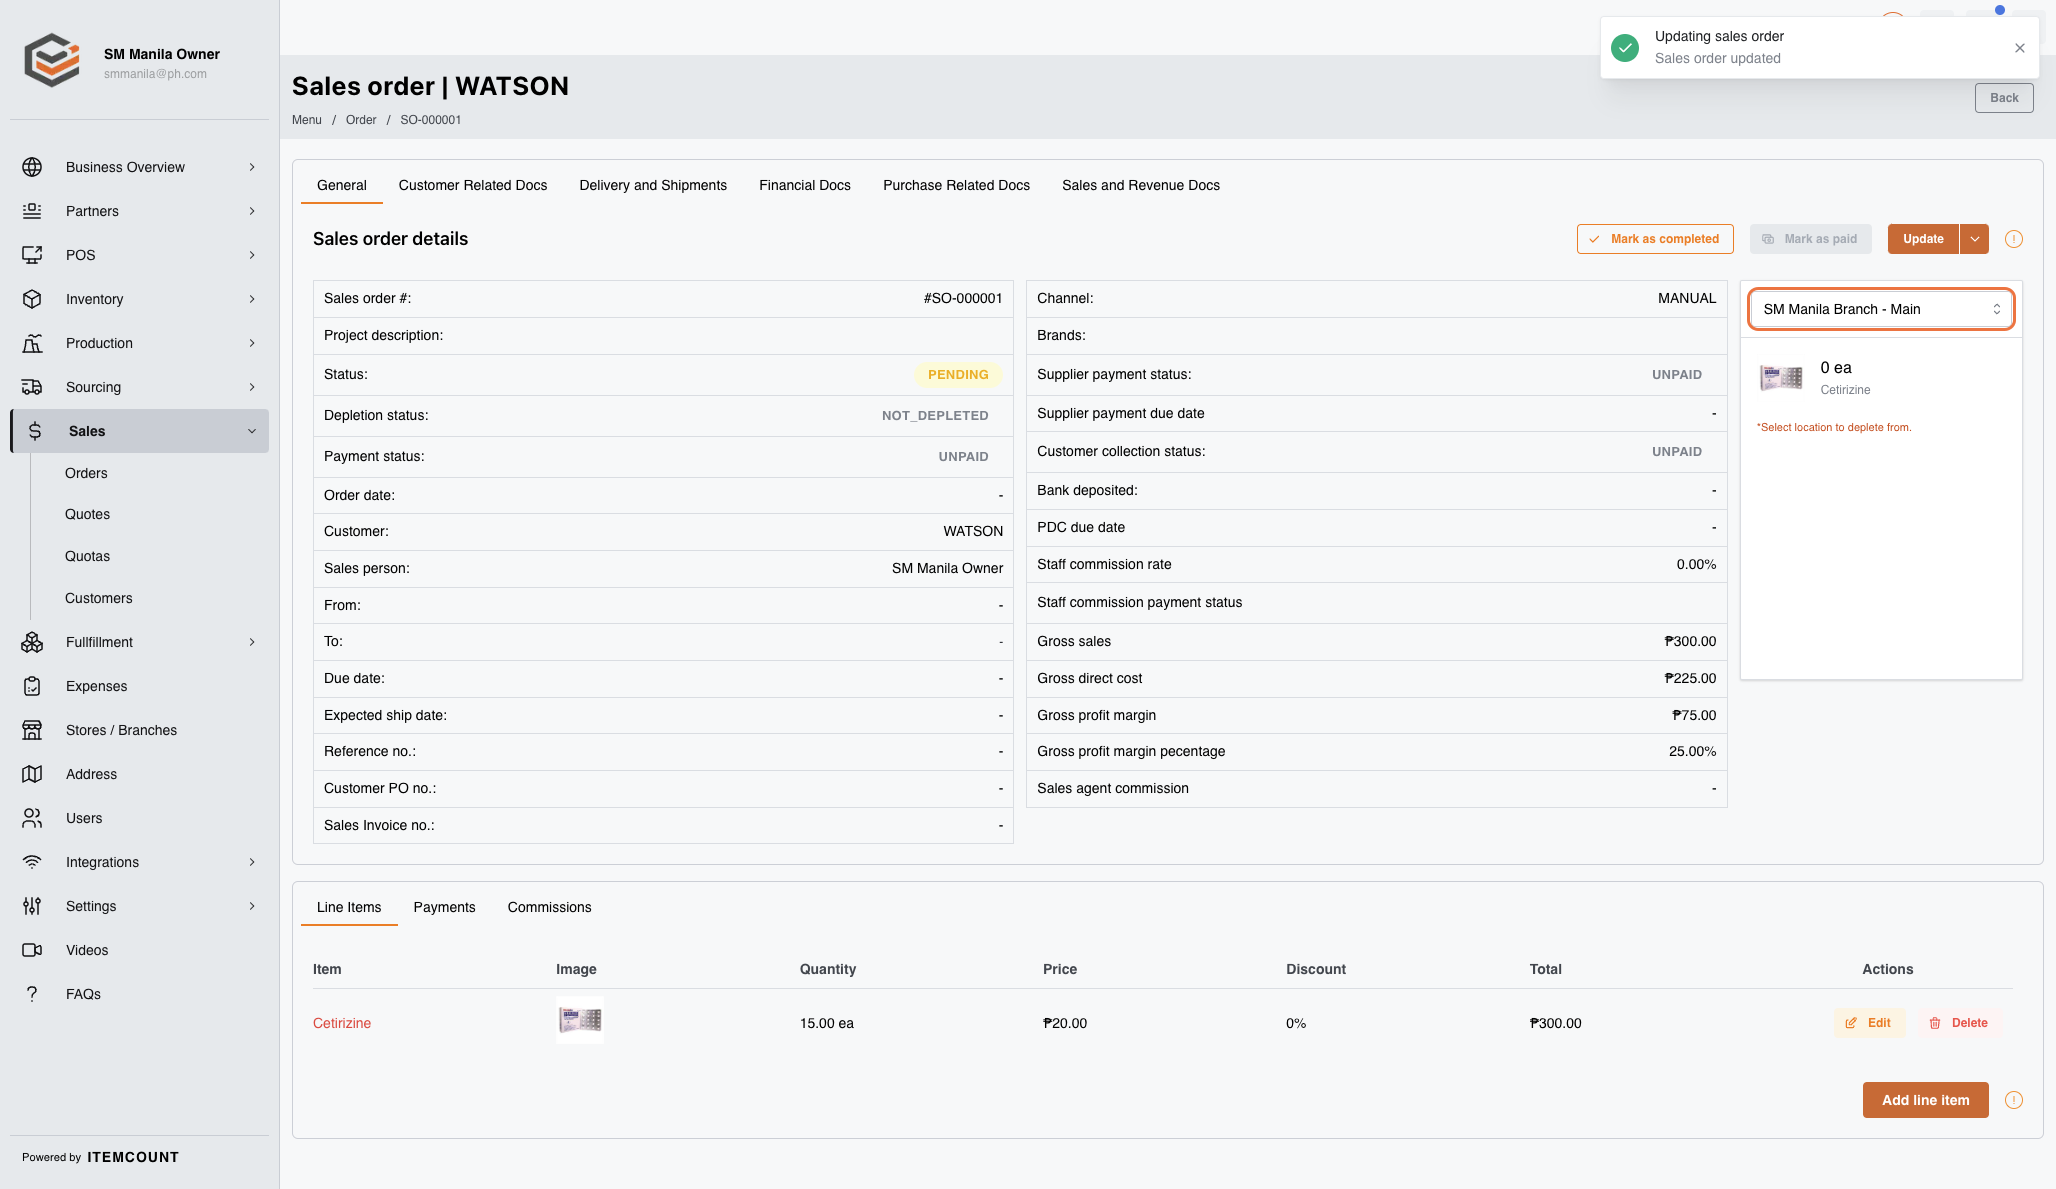 SM Manila Owner
smmanila@ph.com
Business Overview
Partners
POS
Inventory
Production
Sourcing
Sales
Orders
Quotes
Quotas
Customers
Fullfillment
Expenses
Stores / Branches
Address
Users
Integrations
Settings
Videos
FAQs
Powered by ITEMCOUNT
Updating sales order
Sales order updated
Sales order | WATSON
Menu / Order / SO-000001
Back
General Customer Related Docs Delivery and Shipments Financial Docs Purchase Related Docs Sales and Revenue Docs
Sales order details
Mark as completed Mark as paid Update
Sales order #: #SO-000001
Project description:
Status: PENDING
Depletion status: NOT_DEPLETED
Payment status: UNPAID
Order date: -
Customer: WATSON
Sales person: SM Manila Owner
From: -
To: -
Due date: -
Expected ship date: -
Reference no.: -
Customer PO no.: -
Sales Invoice no.: -
Channel: MANUAL
Brands:
Supplier payment status: UNPAID
Supplier payment due date -
Customer collection status: UNPAID
Bank deposited: -
PDC due date -
Staff commission rate 0.00%
Staff commission payment status
Gross sales ₱300.00
Gross direct cost ₱225.00
Gross profit margin ₱75.00
Gross profit margin pecentage 25.00%
Sales agent commission -
SM Manila Branch - Main
0 ea
Cetirizine
*Select location to deplete from.
Line Items Payments Commissions
Item Image Quantity Price Discount Total Actions
Cetirizine 15.00 ea ₱20.00 0% ₱300.00 Edit Delete
Add line item